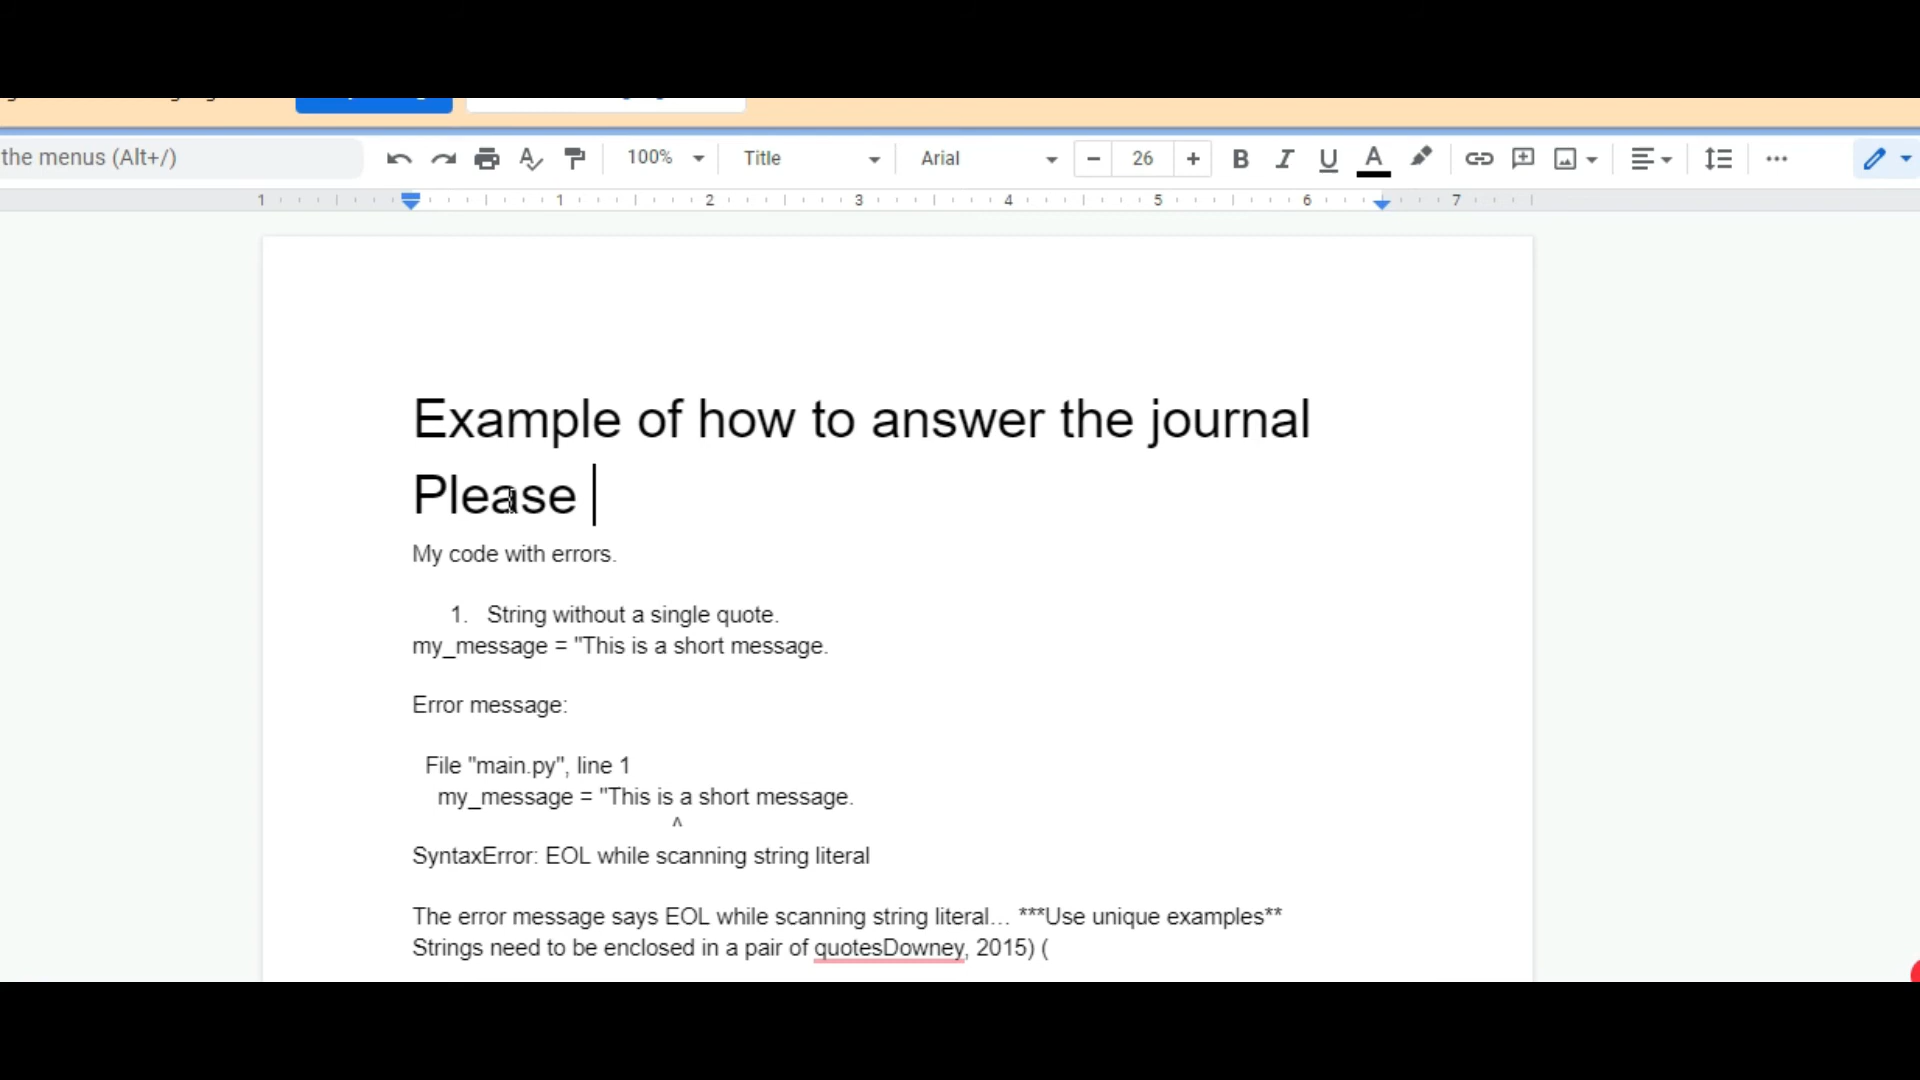 the menus (Alt+/)
100%
Title
Arial
26
1 1 2 3 4 5 6 7
Example of how to answer the journal
Please
My code with errors.
1. String without a single quote.
my_message = "This is a short message.
Error message:
File "main.py", line 1
my_message = "This is a short message.
^
SyntaxError: EOL while scanning string literal
The error message says EOL while scanning string literal... ***Use unique examples**
Strings need to be enclosed in a pair of quotesDowney, 2015) (